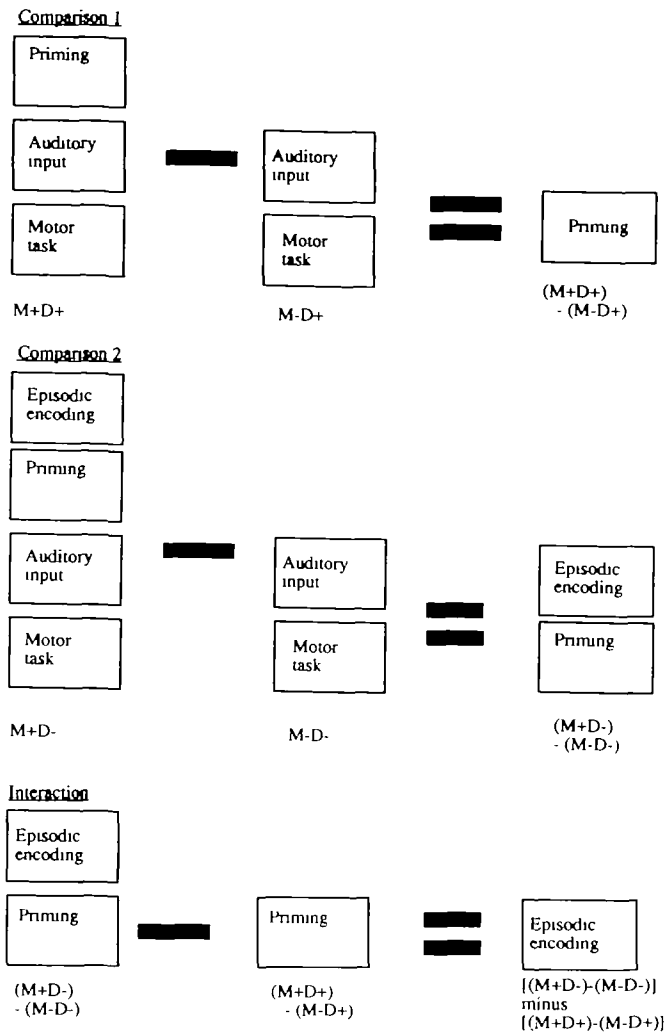 Comparison 1
Priming
Auditory
input
Motor
task
M+D+
Auditory
input
Motor
task
M-D+
Priming
(M+D+)
- (M-D+)
Comparison 2
Episodic
encoding
Priming
Auditory
input
Motor
task
M+D-
Auditory
input
Motor
task
M-D-
Episodic
encoding
Priming
(M+D-)
- (M-D-)
Interaction
Episodic
encoding
Priming
(M+D-)
- (M-D-)
Priming
(M+D+)
- (M-D+)
Episodic
encoding
[(M+D-)-(M-D-)]
minus
[(M+D+)-(M-D+)]